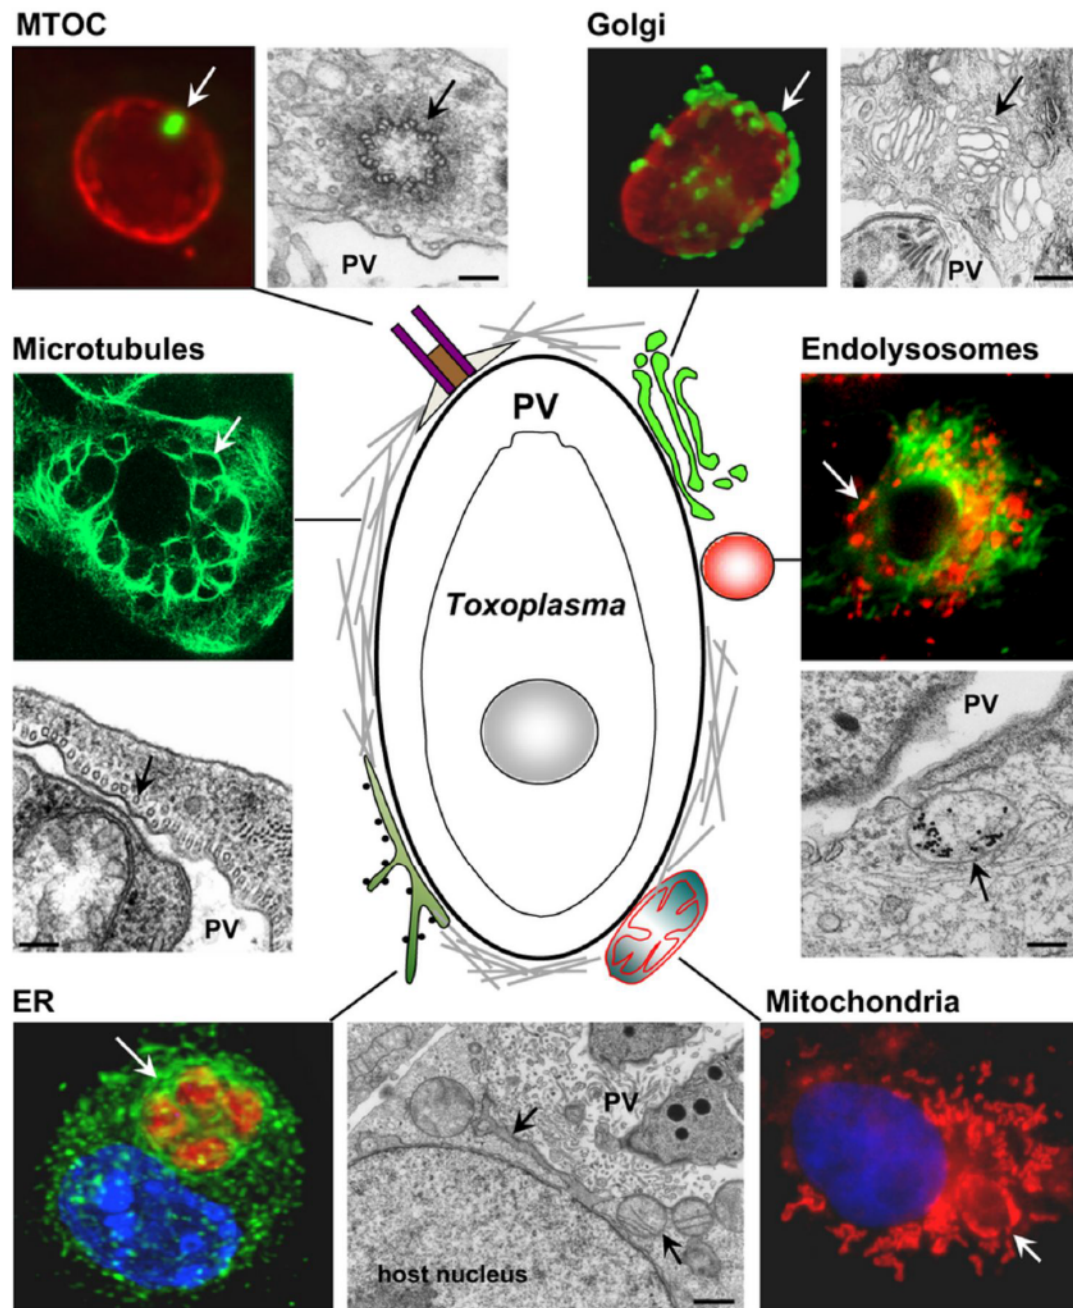 MTOC
Golgi
PV
PV
Microtubules
Endolysosomes
PV
Toxoplasma
PV
PV
ER
Mitochondria
PV
host nucleus